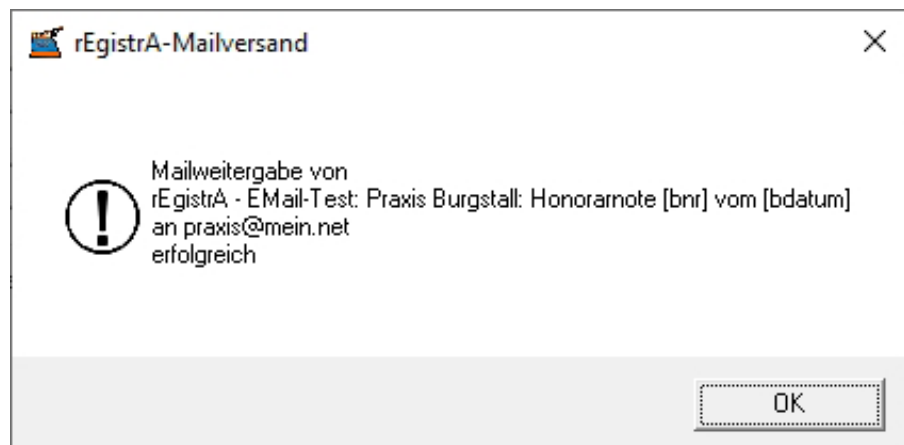 rEgistrA-Mailversand
Mailweitergabe von
rEgistrA - EMail-Test: Praxis Burgstall: Honorarnote [bnr] vom [bdatum]
an praxis@mein.net
erfolgreich
OK